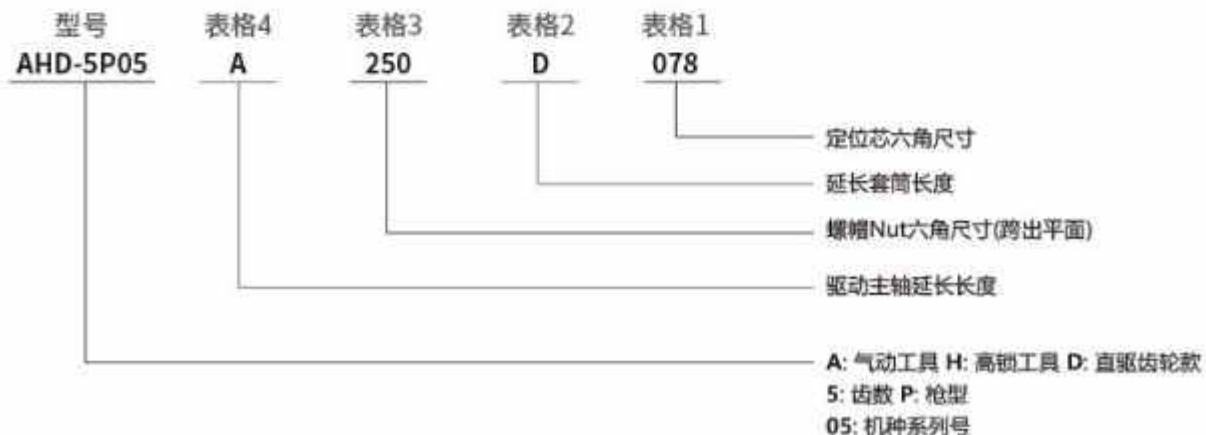 型号 表格4 表格3 表格2 表格1
AHD-5P05 A 250 D 078
定位芯六角尺寸
延长套筒长度
螺帽Nut六角尺寸(跨出平面)
驱动主轴延长长度
A: 气动工具 H: 高锁工具 D: 直驱齿轮款
5: 齿数 P: 枪型
05: 机种系列号